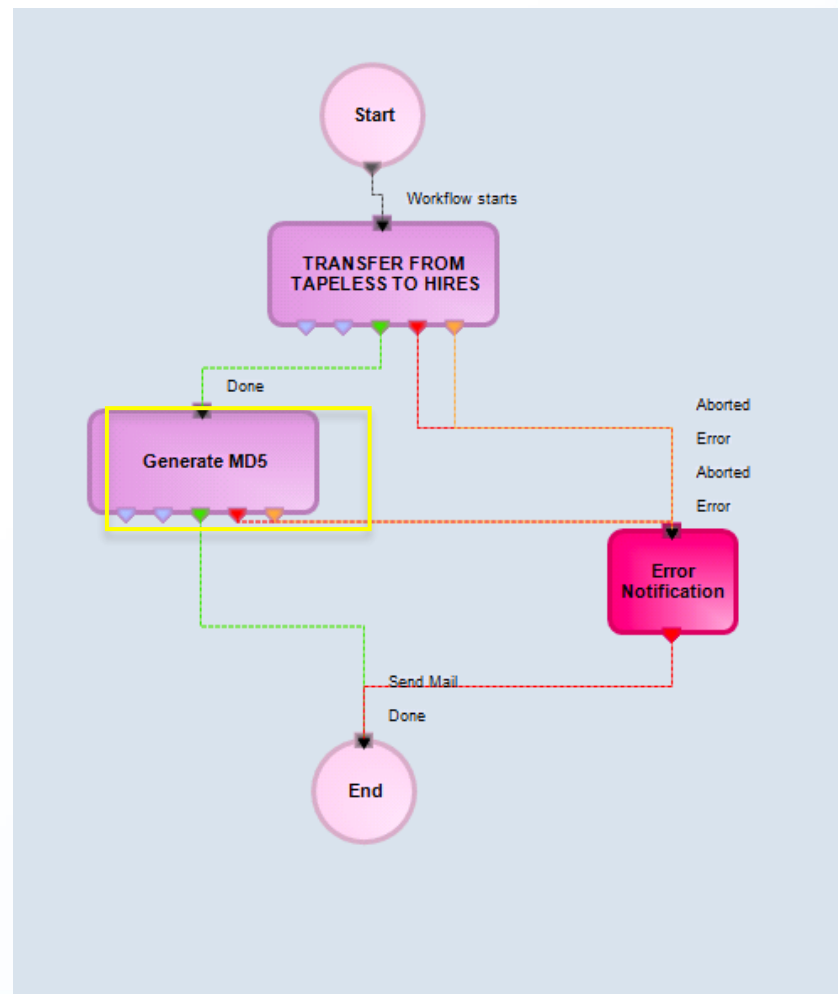 Start
Workflow starts
TRANSFER FROM
TAPELESS TO HIRES
Done
Aborted
Error
Aborted
Error
Generate MD5
Error
Notification
Send Mail
Done
End